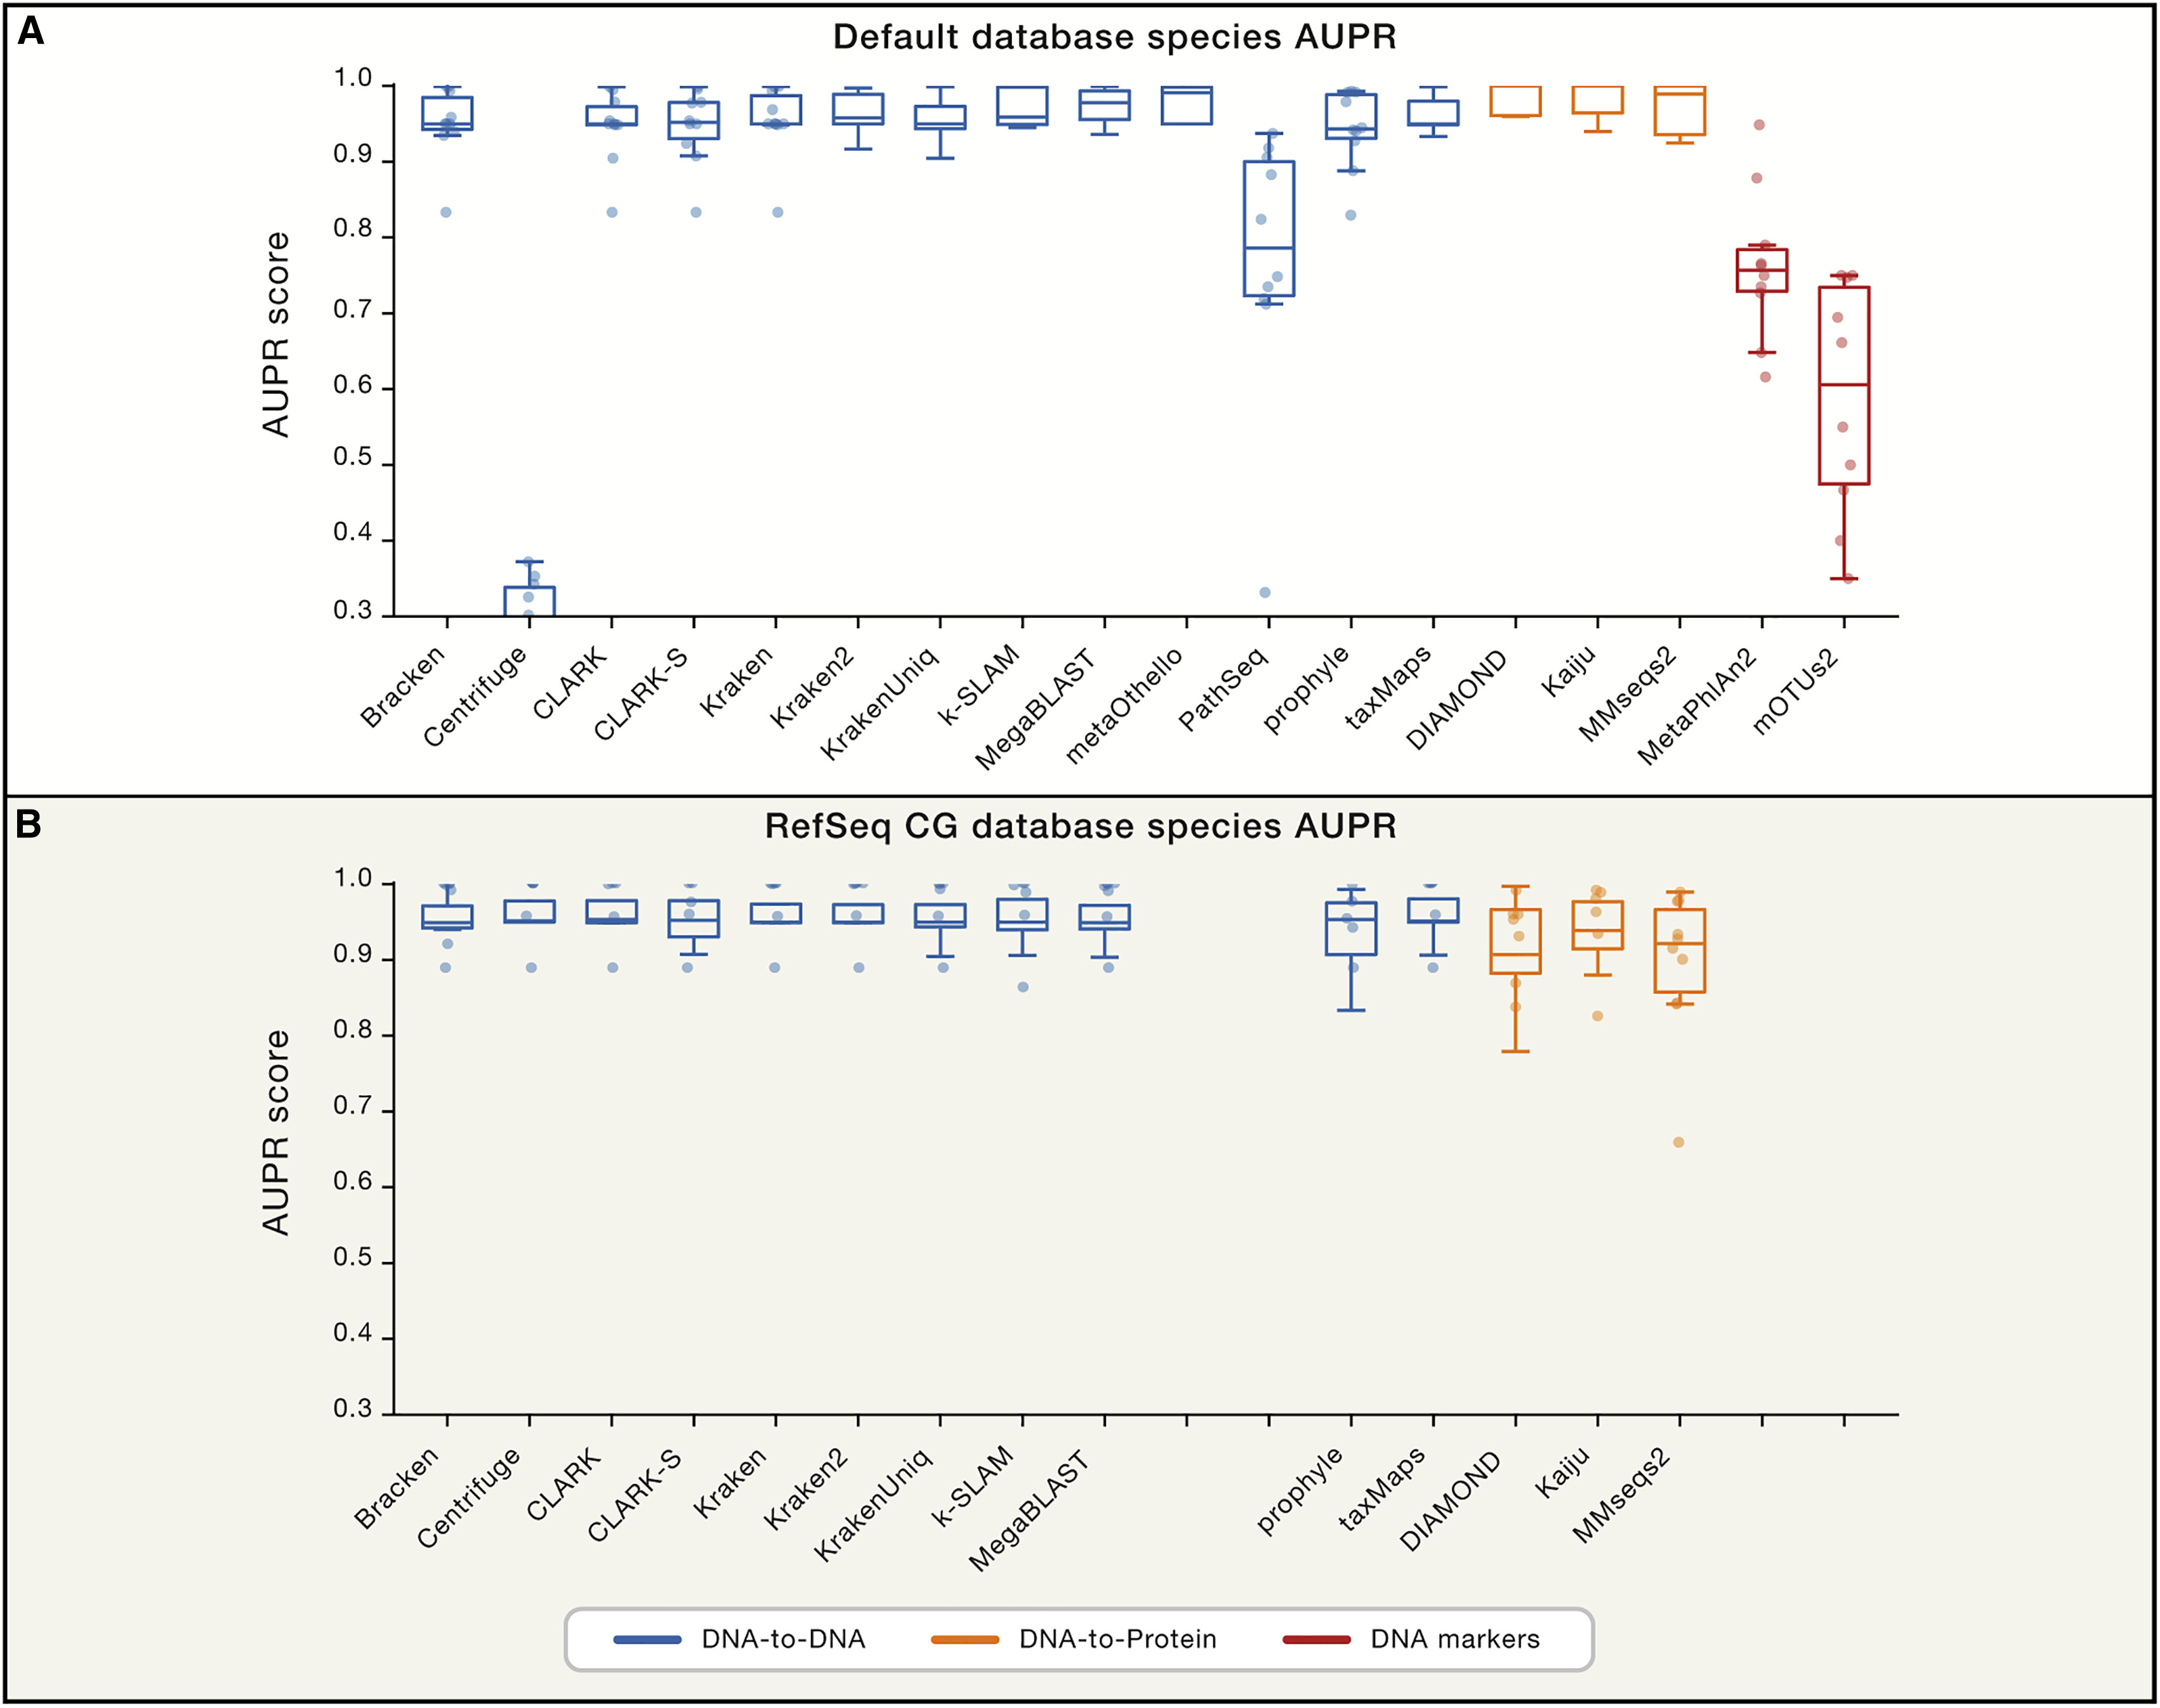 A
Default database species AUPR
1.0
0.9
0.8
0.7
0.6
0.5
0.4
0.3
AUPR score
Bracken
Centrifuge
CLARK
CLARK-S
Kraken
Kraken2
KrakenUniq
k-SLAM
MegaBLAST
metaOthello
PathSeq
prophyle
taxMaps
DIAMOND
Kaiju
MMseqs2
MetaPhlAn2
mOTUs2
B
RefSeq CG database species AUPR
1.0
0.9
0.8
0.7
0.6
0.5
0.4
0.3
AUPR score
Bracken
Centrifuge
CLARK
CLARK-S
Kraken
Kraken2
KrakenUniq
k-SLAM
MegaBLAST
prophyle
taxMaps
DIAMOND
Kaiju
MMseqs2
DNA-to-DNA
DNA-to-Protein
DNA markers